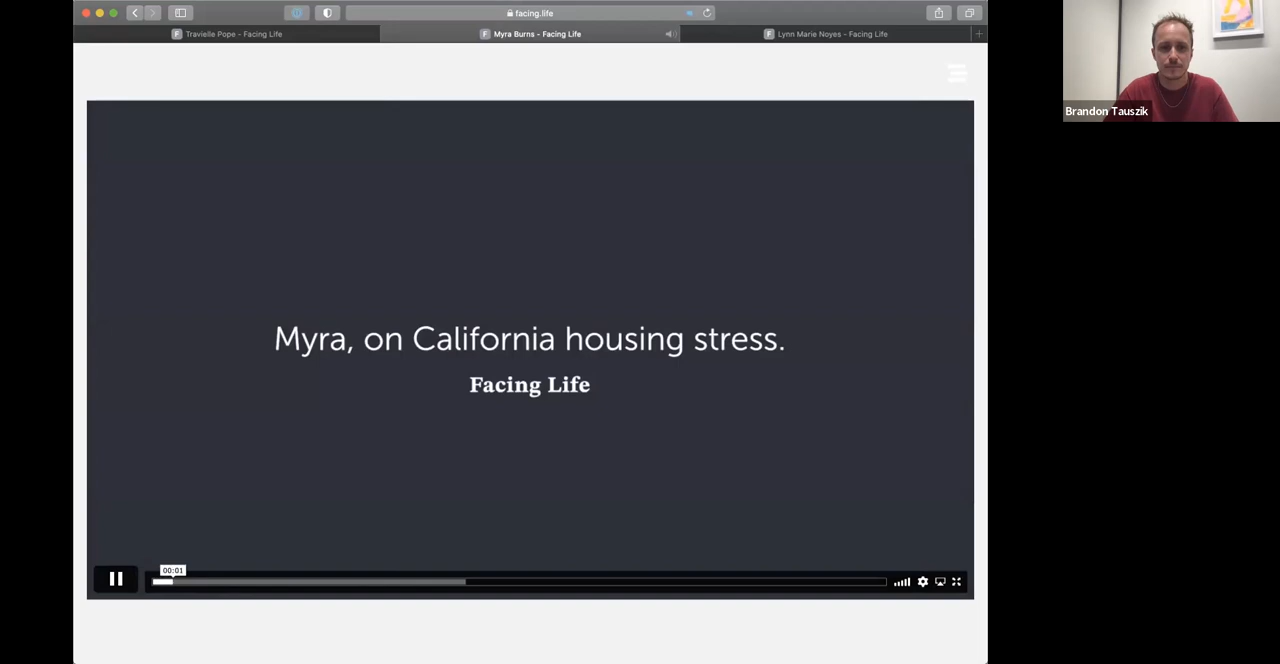 facing.life
Travielle Pope - Facing Life
Myra Burns - Facing Life
Lynn Marie Noyes - Facing Life
Brandon Tauszik
Myra, on California housing stress.
Facing Life
00:01